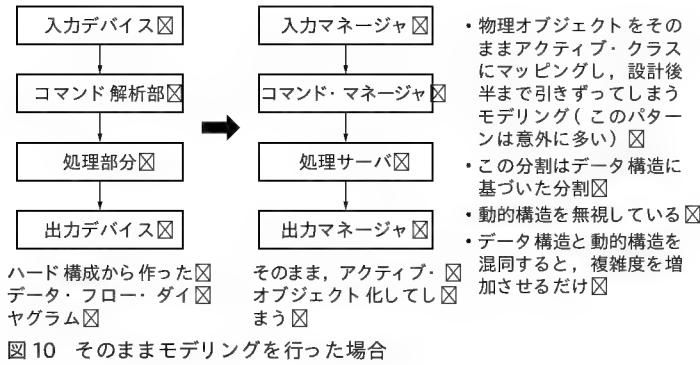 入力デバイス
コマンド解析部
処理部分
出力デバイス
ハード構成から作った
データ・フロー・ダイ
ヤグラム
入力マネージャ
コマンド・マネージャ
処理サーバ
出力マネージャ
そのまま，アクティブ・
オブジェクト化してし
まう
・物理オブジェクトをその
ままアクティブ・クラス
にマッピングし，設計後
半まで引きずってしまう
モデリング(このパター
ンは意外に多い)
・この分割はデータ構造に
基づいた分割
・動的構造を無視している
・データ構造と動的構造を
混同すると，複雑度を増
加させるだけ
図10 そのままモデリングを行った場合